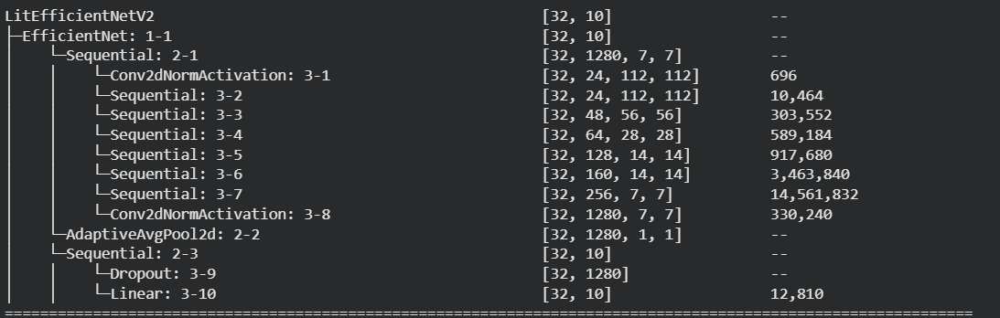 LitEfficientNetV2                                            [32, 10]                  --
├─EfficientNet: 1-1                                          [32, 10]                  --
│    └─Sequential: 2-1                                       [32, 1280, 7, 7]          --
│    │    └─Conv2dNormActivation: 3-1                        [32, 24, 112, 112]        696
│    │    └─Sequential: 3-2                                  [32, 24, 112, 112]        10,464
│    │    └─Sequential: 3-3                                  [32, 48, 56, 56]          303,552
│    │    └─Sequential: 3-4                                  [32, 64, 28, 28]          589,184
│    │    └─Sequential: 3-5                                  [32, 128, 14, 14]         917,680
│    │    └─Sequential: 3-6                                  [32, 160, 14, 14]         3,463,840
│    │    └─Sequential: 3-7                                  [32, 256, 7, 7]           14,561,832
│    │    └─Conv2dNormActivation: 3-8                        [32, 1280, 7, 7]          330,240
│    └─AdaptiveAvgPool2d: 2-2                                [32, 1280, 1, 1]          --
│    └─Sequential: 2-3                                       [32, 10]                  --
│    │    └─Dropout: 3-9                                     [32, 1280]                --
│    │    └─Linear: 3-10                                     [32, 10]                  12,810
==============================================================================================================